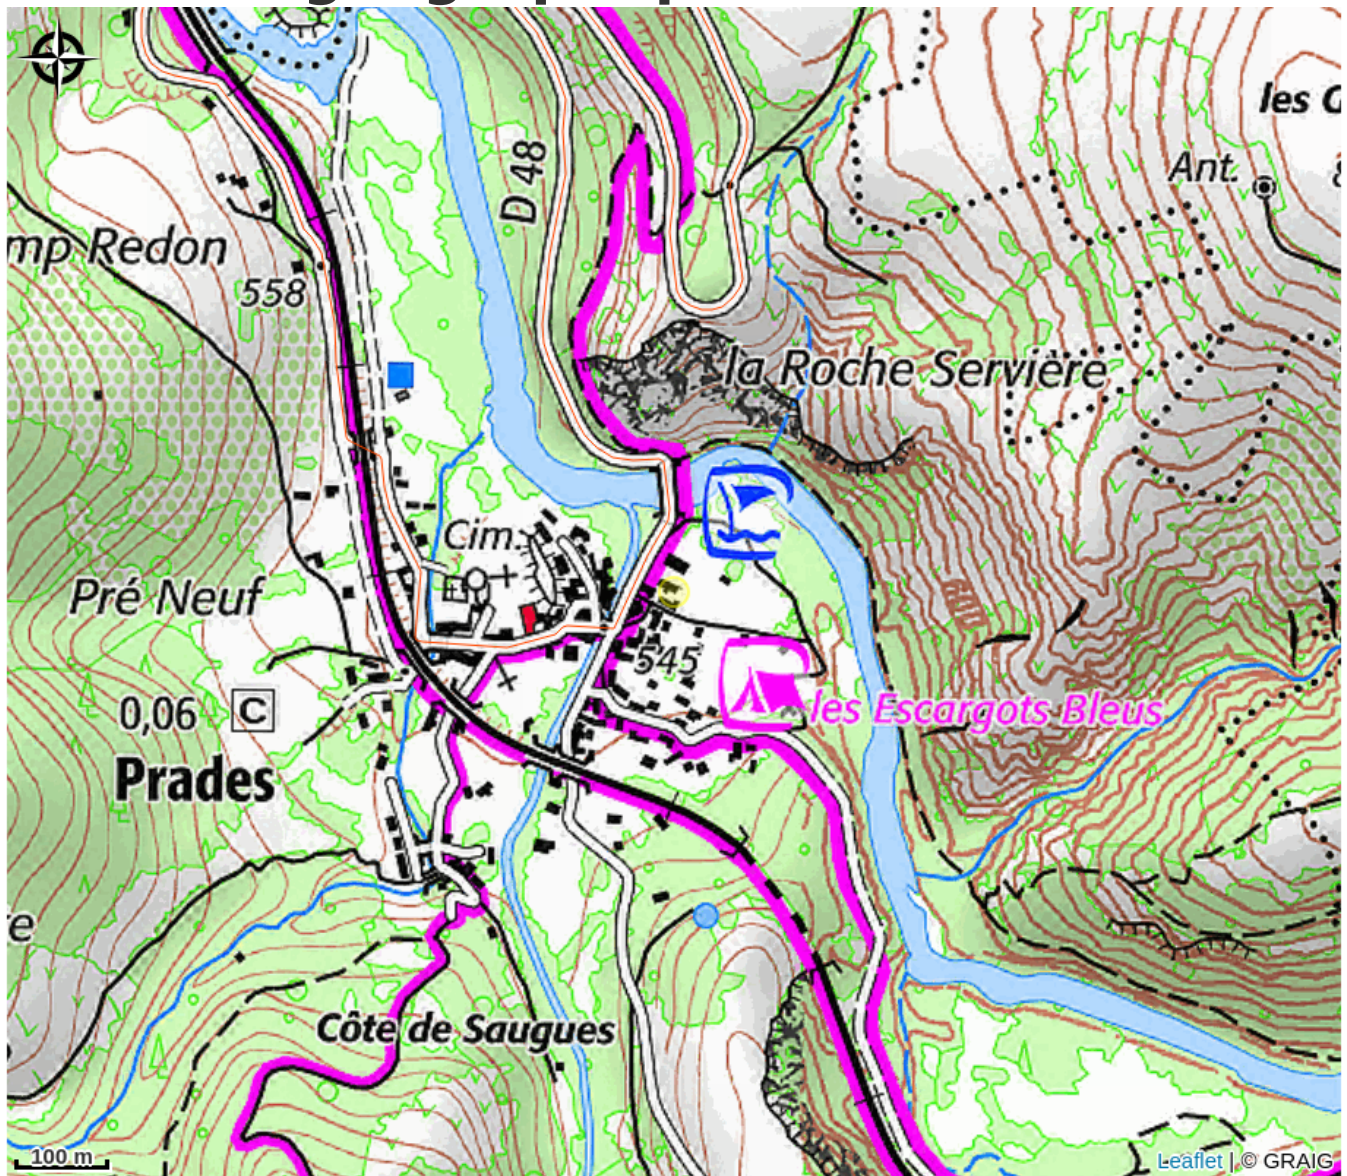 les G
Ant.
D 48
mp Redon
558
la Roche Servière
Cim.
Pré Neuf
545
0,06 C
les Escargots Bleus
Prades
e
Côte de Saugues
100 m
Leaflet | © GRAIG